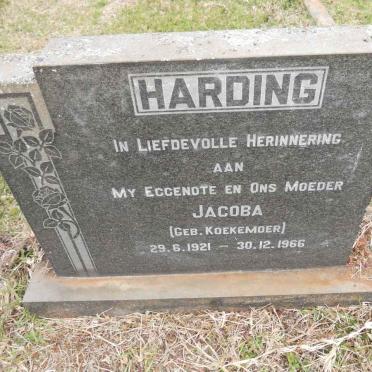 HARDING
IN LIEFDEVOLLE HERINNERING
AAN
MY EGGENOTE EN ONS MOEDER
JACOBA
(GEB. KOEKEMOER)
29.6.1921 — 30.12.1966